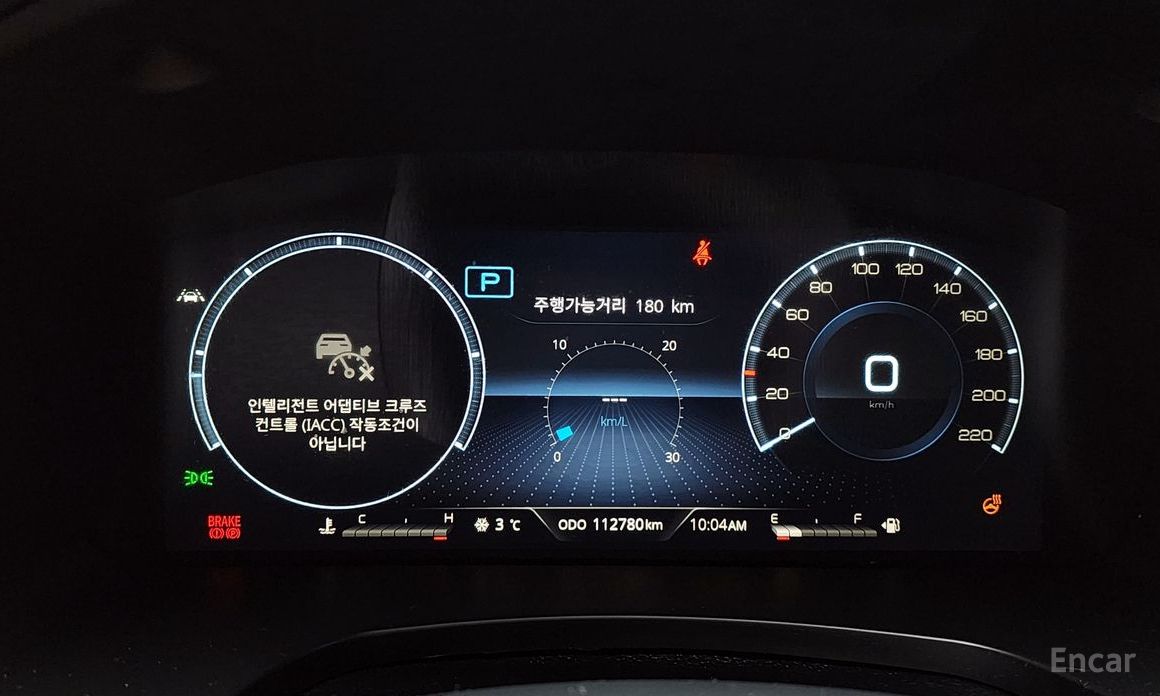 P
주행가능거리 180 km
인텔리전트 어댑티브 크루즈
컨트롤 (IACC) 작동조건이
아닙니다
10
20
---
km/L
0
30
0
20
40
60
80
100
120
140
160
180
200
220
0
km/h
BRAKE
C
H
3 ℃
ODO 112780km
10:04AM
E
F
Encar